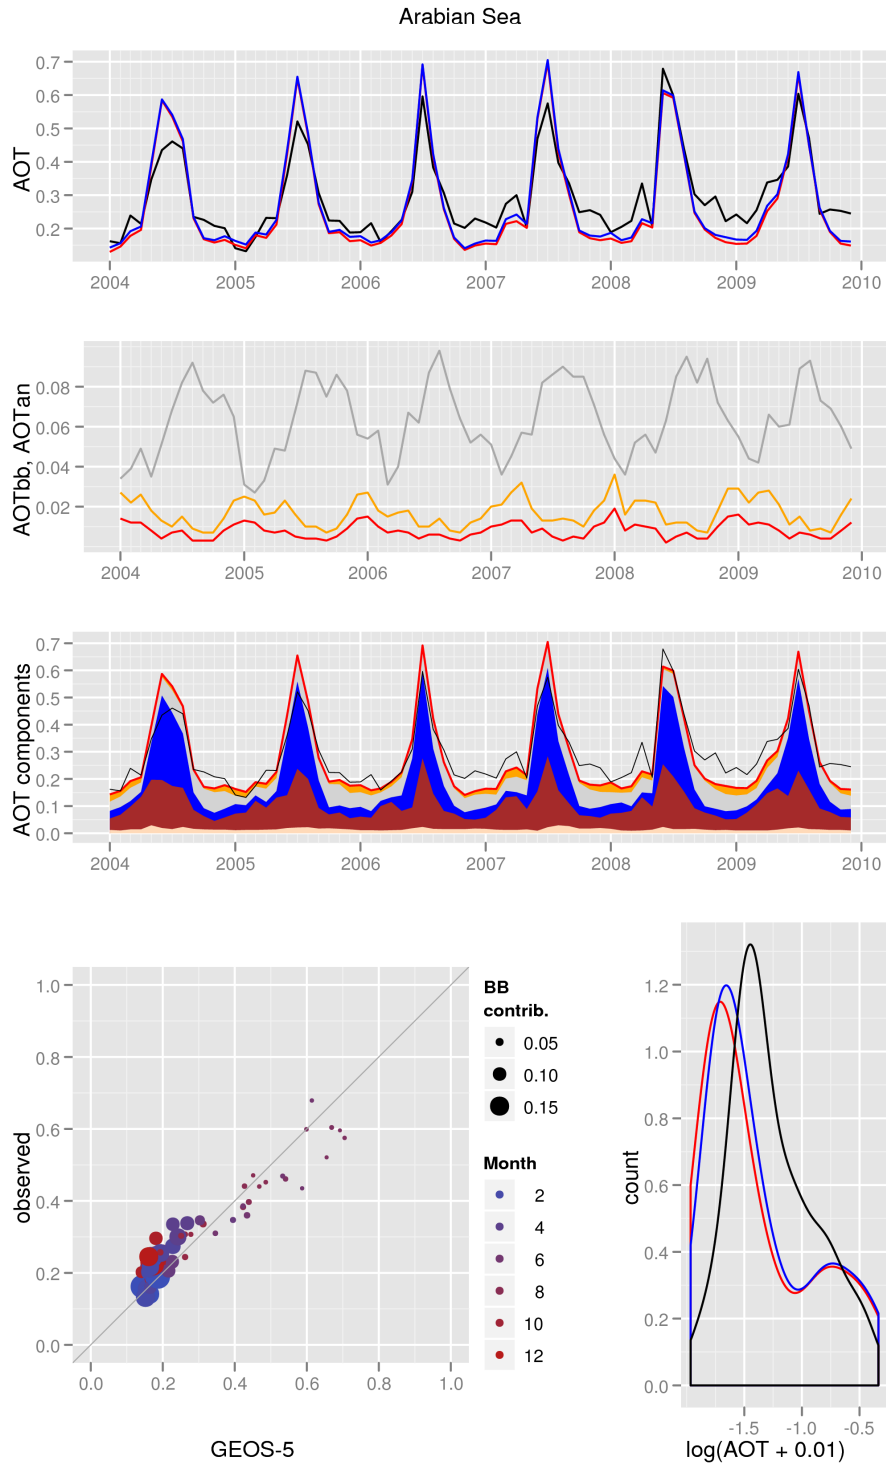 Arabian Sea
AOT
0.7
0.6
0.5
0.4
0.3
0.2
2004 2005 2006 2007 2008 2009 2010
AOTbb, AOTan
0.08
0.06
0.04
0.02
2004 2005 2006 2007 2008 2009 2010
AOT components
0.7
0.6
0.5
0.4
0.3
0.2
0.1
0.0
2004 2005 2006 2007 2008 2009 2010
observed
1.0
0.8
0.6
0.4
0.2
0.0
0.0 0.2 0.4 0.6 0.8 1.0
GEOS-5
BB
contrib.
0.05
0.10
0.15
Month
2
4
6
8
10
12
count
1.2
1.0
0.8
0.6
0.4
0.2
0.0
-1.5 -1.0 -0.5
log(AOT + 0.01)